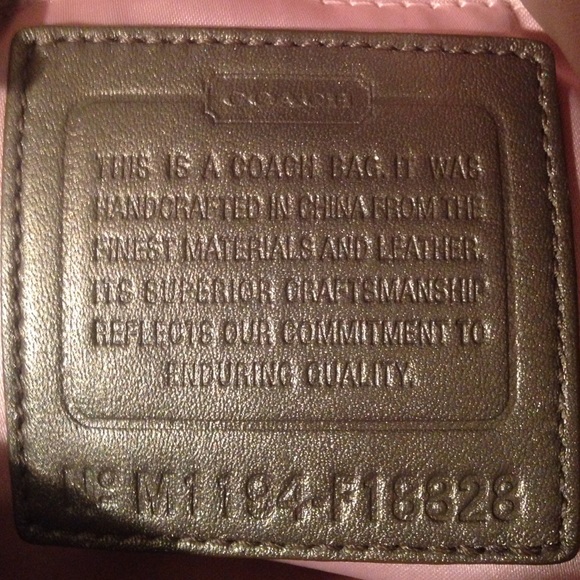 COACH
THIS IS A COACH BAG. IT WAS
HANDCRAFTED IN CHINA FROM THE
FINEST MATERIALS AND LEATHER.
ITS SUPERIOR CRAFTSMANSHIP
REFLECTS OUR COMMITMENT TO
ENDURING QUALITY.
No M1194-F18828